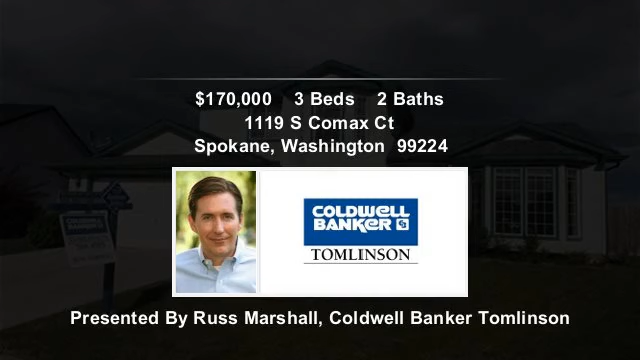 $170,000 3 Beds 2 Baths
1119 S Comax Ct
Spokane, Washington 99224
COLDWELL
BANKER
TOMLINSON
Presented By Russ Marshall, Coldwell Banker Tomlinson